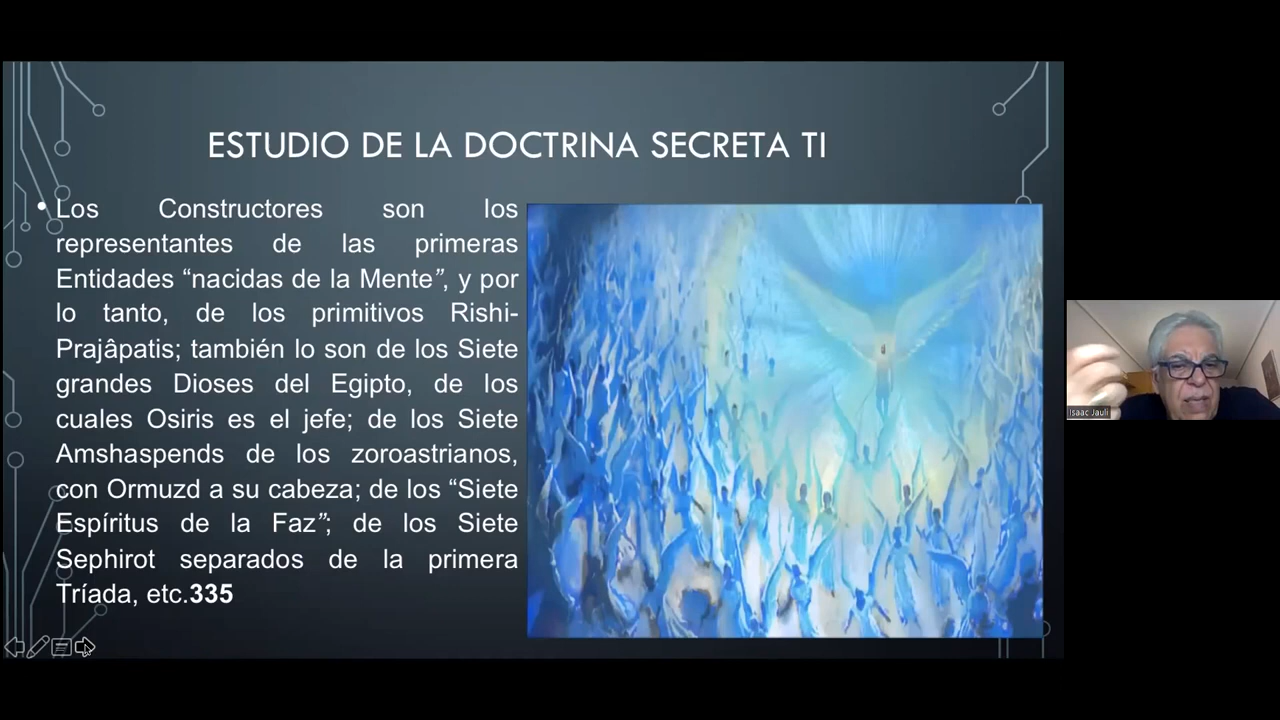 ESTUDIO DE LA DOCTRINA SECRETA TI
• Los Constructores son los
representantes de las primeras
Entidades “nacidas de la Mente”, y por
lo tanto, de los primitivos Rishi-
Prajâpatis; también lo son de los Siete
grandes Dioses del Egipto, de los
cuales Osiris es el jefe; de los Siete
Amshaspends de los zoroastrianos,
con Ormuzd a su cabeza; de los “Siete
Espíritus de la Faz”; de los Siete
Sephirot separados de la primera
Tríada, etc.335
Isaac Jauli